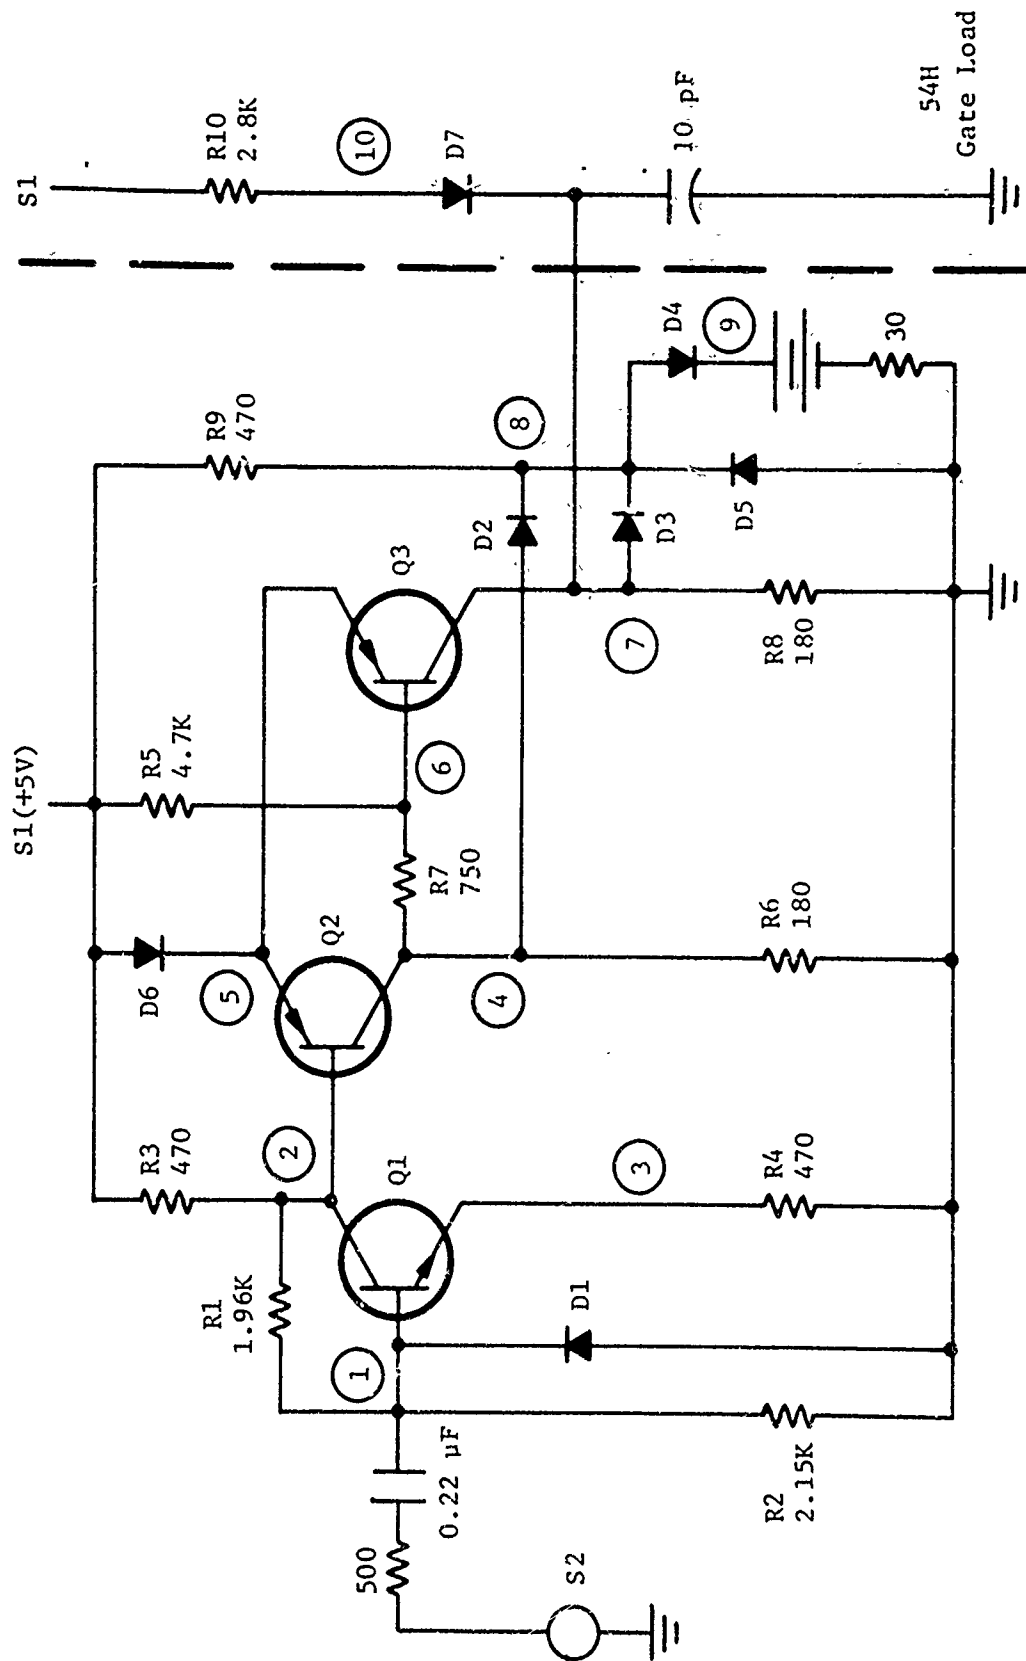 S1(+5V)
S1
R3
470
D6
R5
4.7K
R9
470
R10
2.8K
R1
1.96K
2
5
Q2
Q3
10
Q1
R7
750
6
D2
8
D4
D7
1
9
500
0.22 µF
4
D1
3
7
D3
D5
30
10 pF
S2
R2
2.15K
R4
470
R6
180
R8
180
54H
Gate Load